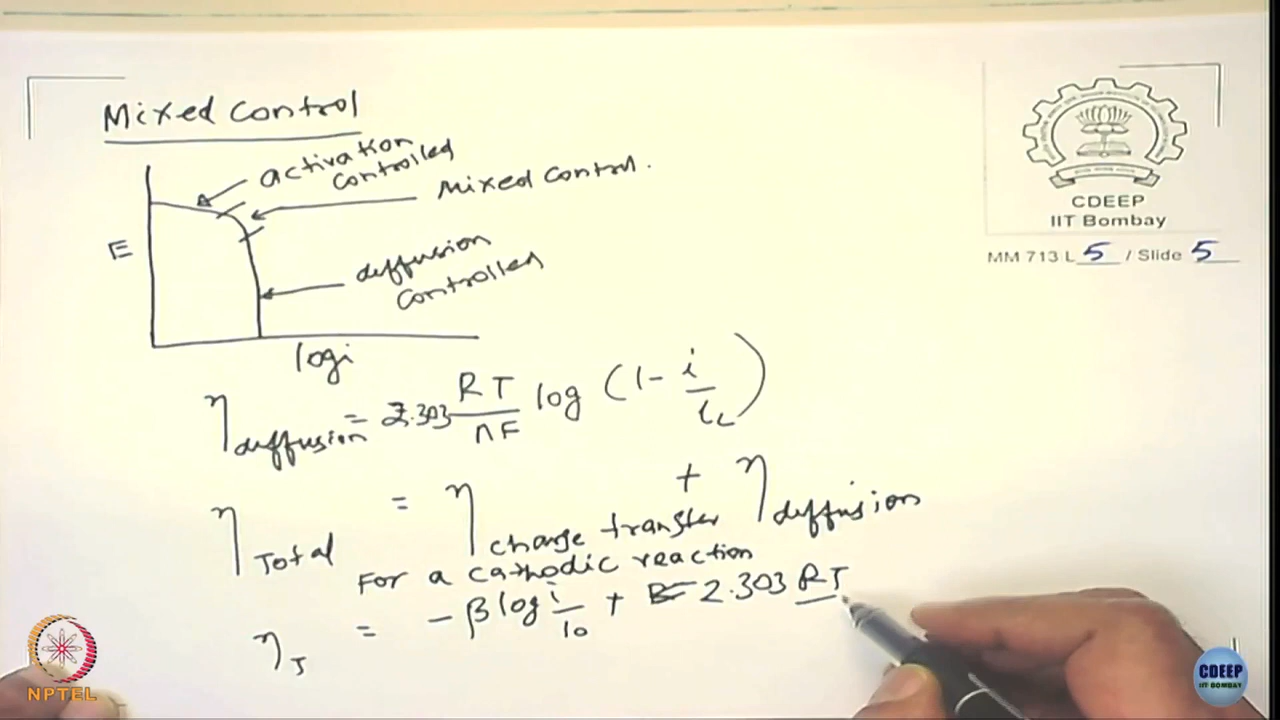 Mixed Control
activation
controlled
Mixed Control.
E
diffusion
controlled
log i
η diffusion = 2.303 RT/nF log (1 - i/iL)
η Total = η charge transfer + η diffusion
For a cathodic reaction
ηT = - β log i/i0 + 2.303 RT
CDEEP
IIT Bombay
MM 713 L 5 / Slide 5
NPTEL
CDEEP
IIT BOMBAY